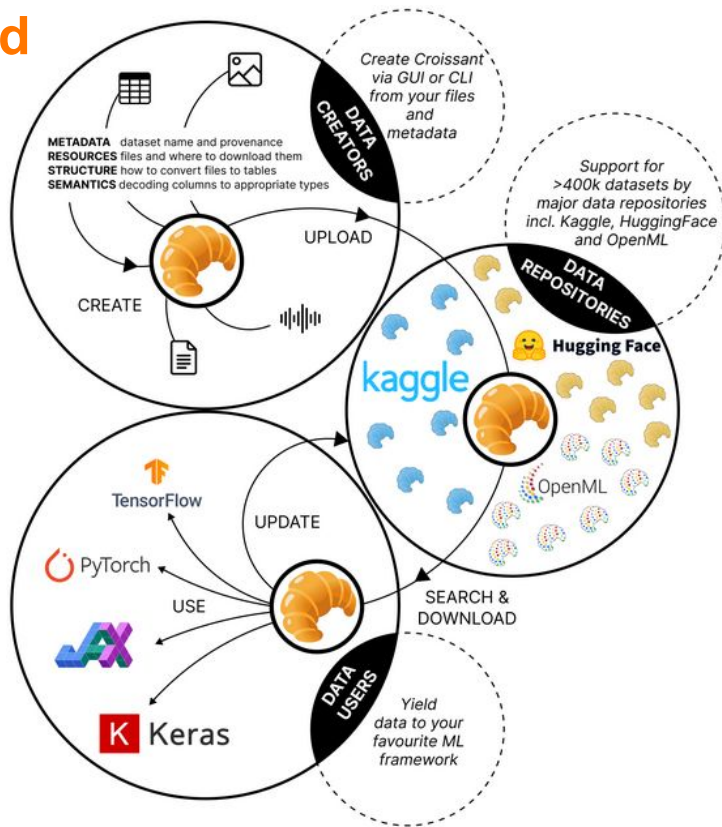 d
Create Croissant
via GUI or CLI
from your files
and
metadata
DATA
CREATORS
METADATA dataset name and provenance
RESOURCES files and where to download them
STRUCTURE how to convert files to tables
SEMANTICS decoding columns to appropriate types
UPLOAD
CREATE
Support for
>400k datasets by
major data repositories
incl. Kaggle, HuggingFace
and OpenML
DATA
REPOSITORIES
Hugging Face
kaggle
OpenML
TensorFlow
UPDATE
PyTorch
USE
JAX
K Keras
SEARCH &
DOWNLOAD
DATA
USERS
Yield
data to your
favourite ML
framework